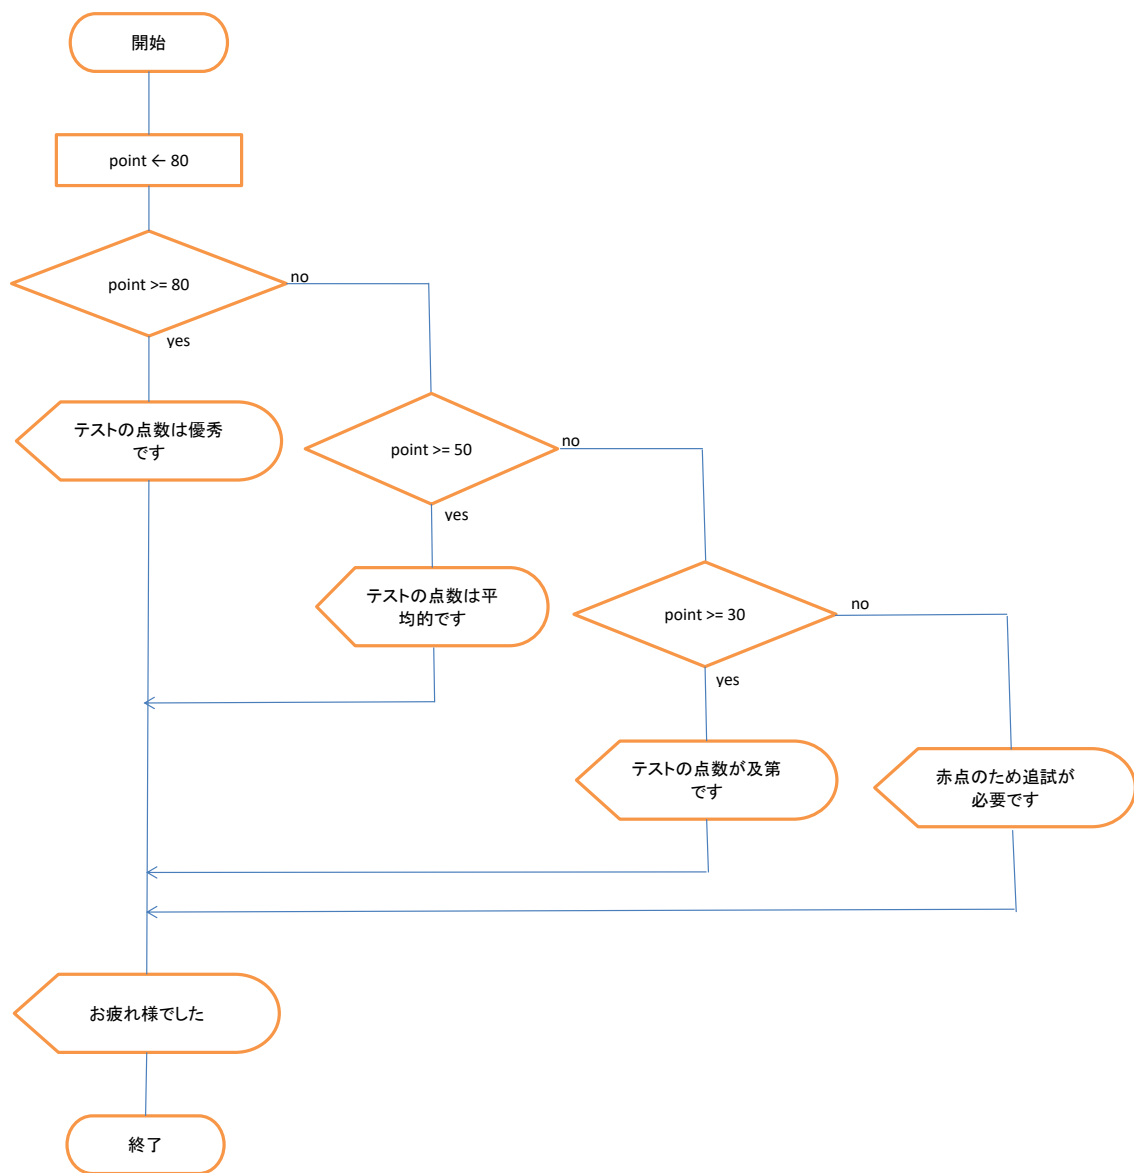 開始
point ← 80
point >= 80
no
yes
テストの点数は優秀
です
point >= 50
no
yes
テストの点数は平
均的です
point >= 30
no
yes
テストの点数が及第
です
赤点のため追試が
必要です
お疲れ様でした
終了